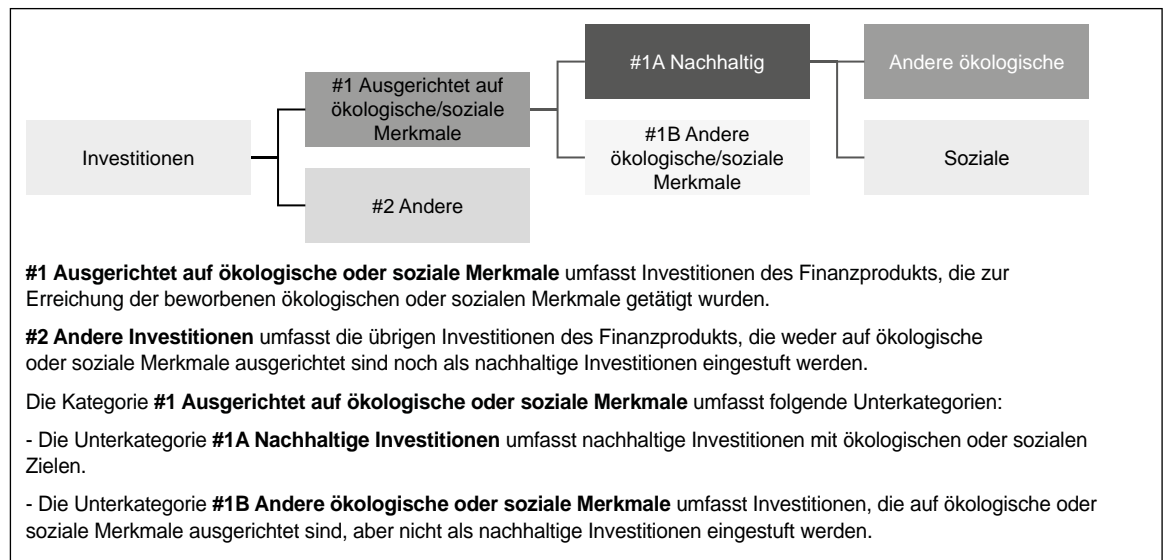 Investitionen
#1 Ausgerichtet auf
ökologische/soziale
Merkmale
#2 Andere
#1A Nachhaltig
#1B Andere
ökologische/soziale
Merkmale
Andere ökologische
Soziale
#1 Ausgerichtet auf ökologische oder soziale Merkmale umfasst Investitionen des Finanzprodukts, die zur
Erreichung der beworbenen ökologischen oder sozialen Merkmale getätigt wurden.
#2 Andere Investitionen umfasst die übrigen Investitionen des Finanzprodukts, die weder auf ökologische
oder soziale Merkmale ausgerichtet sind noch als nachhaltige Investitionen eingestuft werden.
Die Kategorie #1 Ausgerichtet auf ökologische oder soziale Merkmale umfasst folgende Unterkategorien:
- Die Unterkategorie #1A Nachhaltige Investitionen umfasst nachhaltige Investitionen mit ökologischen oder sozialen
Zielen.
- Die Unterkategorie #1B Andere ökologische oder soziale Merkmale umfasst Investitionen, die auf ökologische oder
soziale Merkmale ausgerichtet sind, aber nicht als nachhaltige Investitionen eingestuft werden.